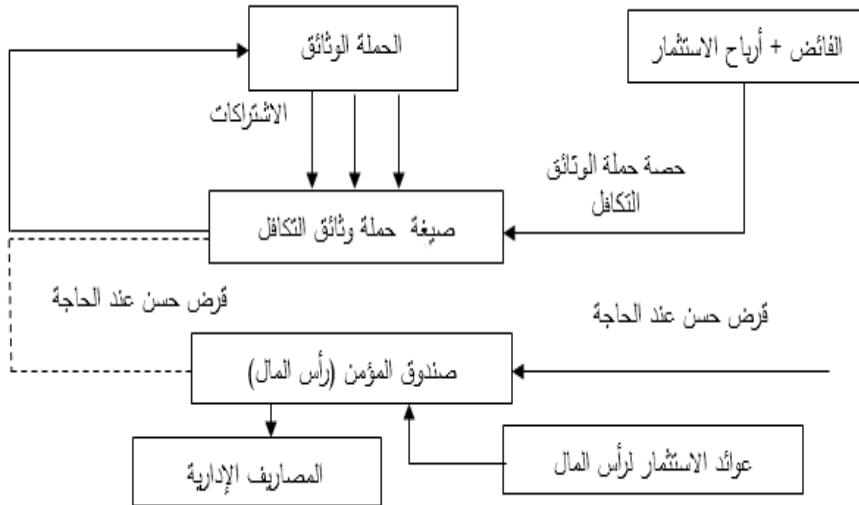 الحملة الوثائق
الفائض + أرباح الاستثمار
الاشتراكات
حصة حملة الوثائق
التكافل
صيغة حملة وثائق التكافل
قرض حسن عند الحاجة
قرض حسن عند الحاجة
صندوق المؤمن (رأس المال)
عوائد الاستثمار لرأس المال
المصاريف الإدارية